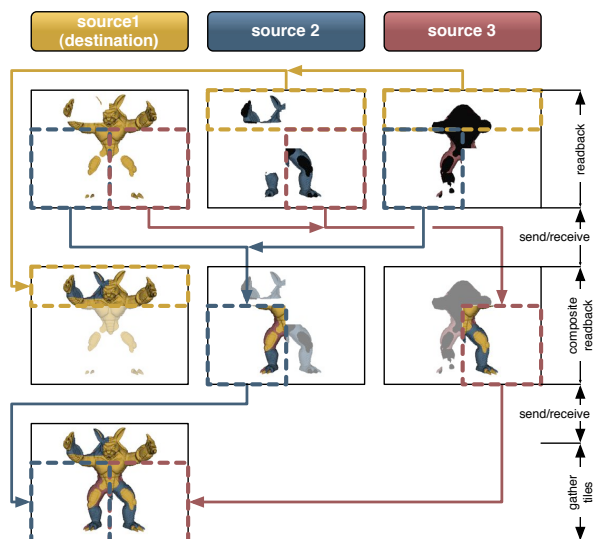 source1
(destination)
source 2
source 3
readback
send/receive
composite
readback
send/receive
gather
tiles